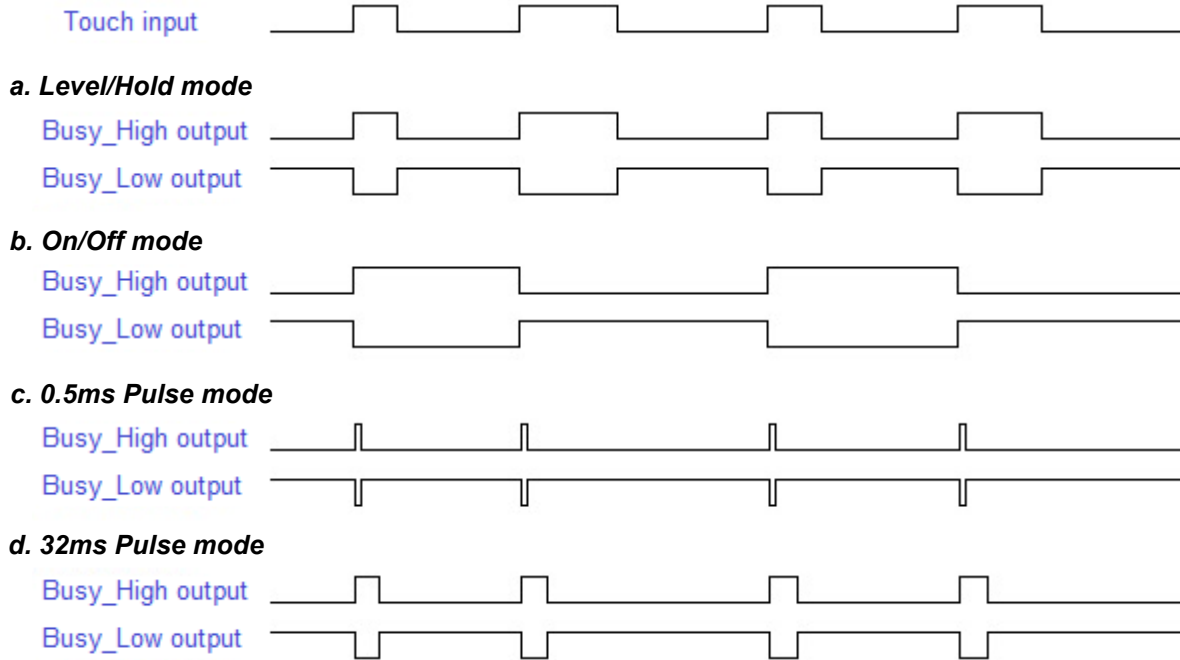 Touch input
a. Level/Hold mode
Busy_High output
Busy_Low output
b. On/Off mode
Busy_High output
Busy_Low output
c. 0.5ms Pulse mode
Busy_High output
Busy_Low output
d. 32ms Pulse mode
Busy_High output
Busy_Low output